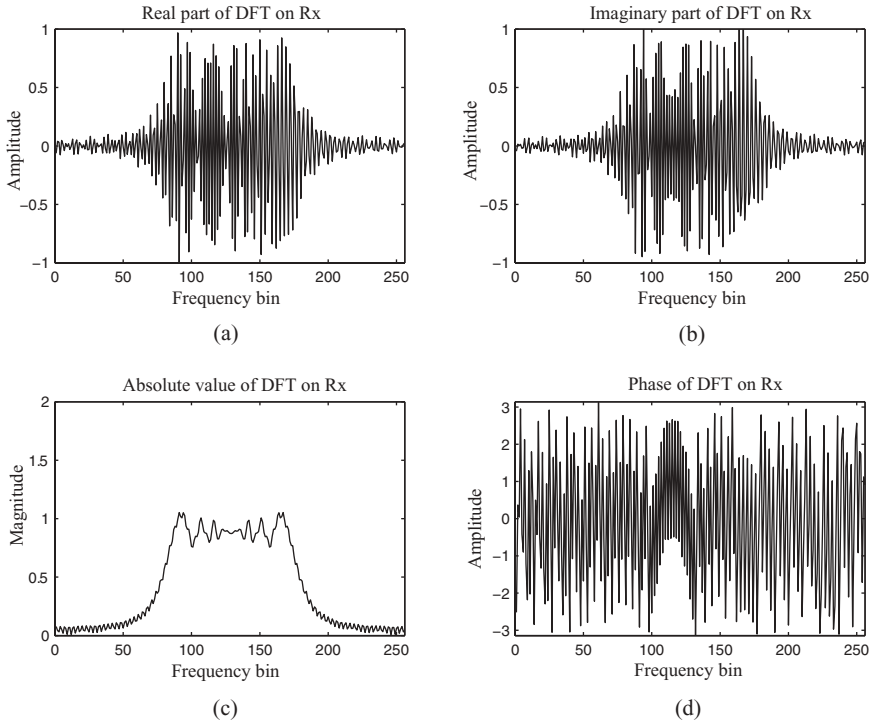 Real part of DFT on Rx
1
0.5
0
−0.5
−1
Amplitude
0 50 100 150 200 250
Frequency bin
(a)
Imaginary part of DFT on Rx
1
0.5
0
−0.5
−1
Amplitude
0 50 100 150 200 250
Frequency bin
(b)
Absolute value of DFT on Rx
2
1.5
1
0.5
0
Magnitude
0 50 100 150 200 250
Frequency bin
(c)
Phase of DFT on Rx
3
2
1
0
−1
−2
−3
Amplitude
0 50 100 150 200 250
Frequency bin
(d)